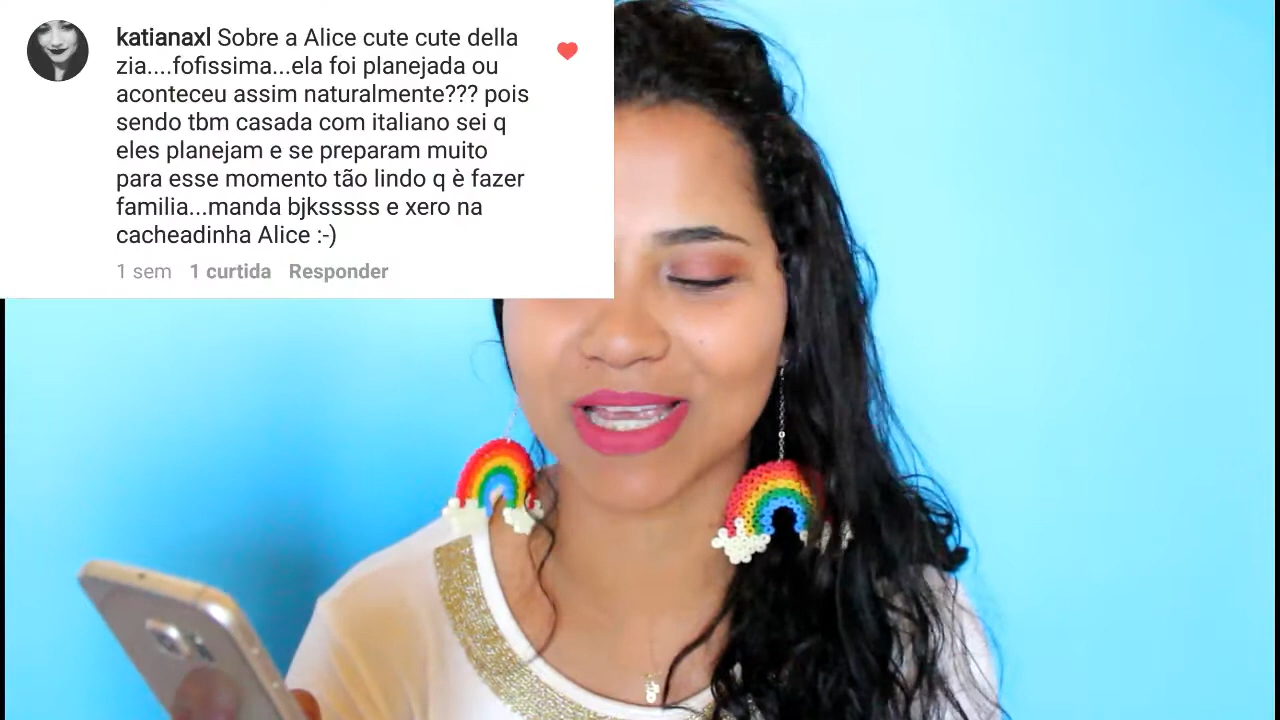 katianaxl Sobre a Alice cute cute della
zia....fofissima...ela foi planejada ou
aconteceu assim naturalmente??? pois
sendo tbm casada com italiano sei q
eles planejam e se preparam muito
para esse momento tão lindo q è fazer
familia...manda bjksssss e xero na
cacheadinha Alice :-)
1 sem 1 curtida Responder